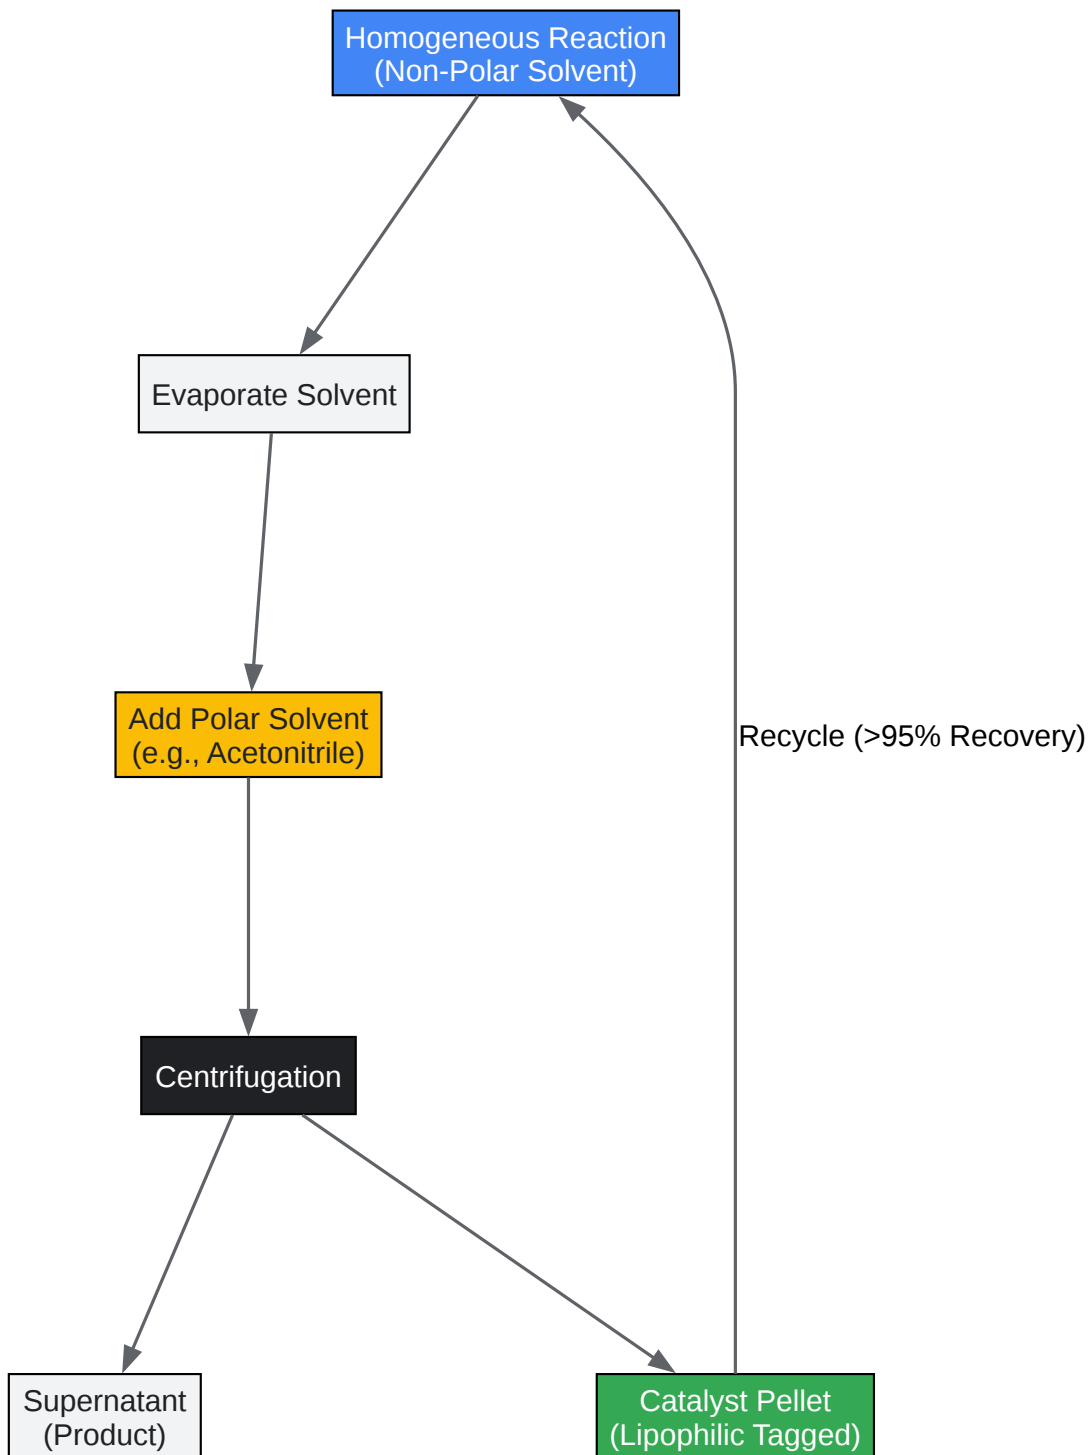 Homogeneous Reaction
(Non-Polar Solvent)
Evaporate Solvent
Add Polar Solvent
(e.g., Acetonitrile)
Recycle (>95% Recovery)
Centrifugation
Supernatant
(Product)
Catalyst Pellet
(Lipophilic Tagged)